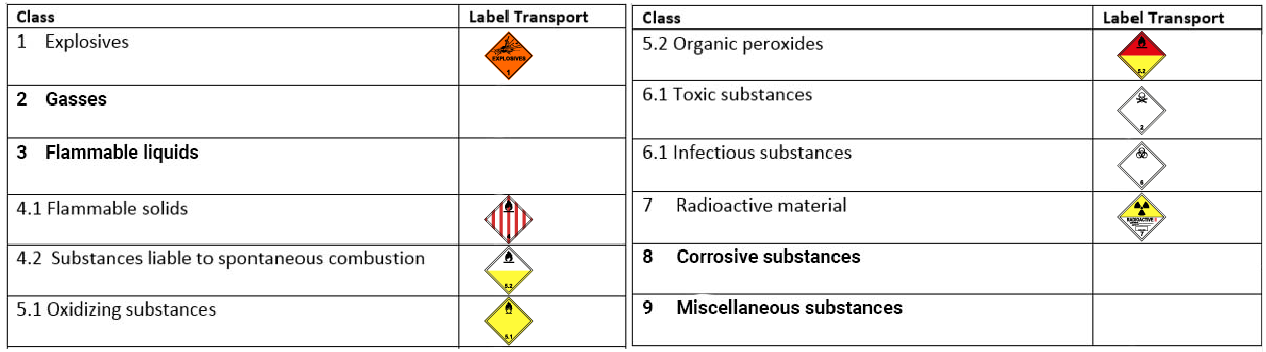 Class Label Transport
1 Explosives
EXPLOSIVES
1
2 Gasses
3 Flammable liquids
4.1 Flammable solids
4.2 Substances liable to spontaneous combustion
5.2
5.1 Oxidizing substances
5.1
Class Label Transport
5.2 Organic peroxides
5.2
6.1 Toxic substances
2
6.1 Infectious substances
6
7 Radioactive material
RADIOACTIVE
7
8 Corrosive substances
9 Miscellaneous substances